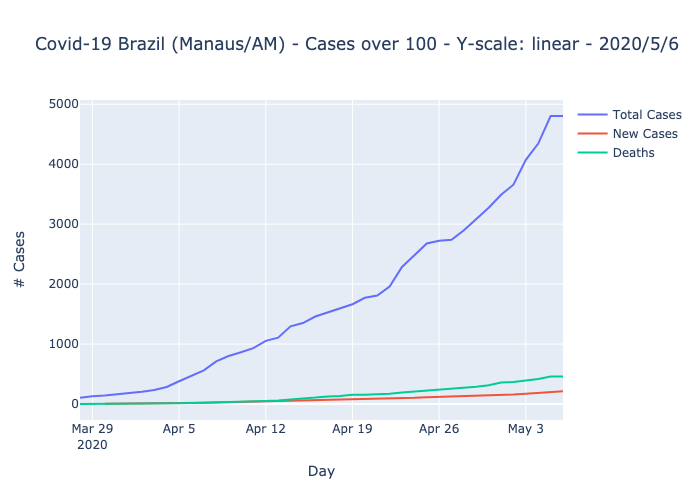 Covid-19 Brazil (Manaus/AM) - Cases over 100 - Y-scale: linear - 2020/5/6
Total Cases
New Cases
Deaths
# Cases
5000
4000
3000
2000
1000
0
Mar 29 Apr 5 Apr 12 Apr 19 Apr 26 May 3
2020
Day